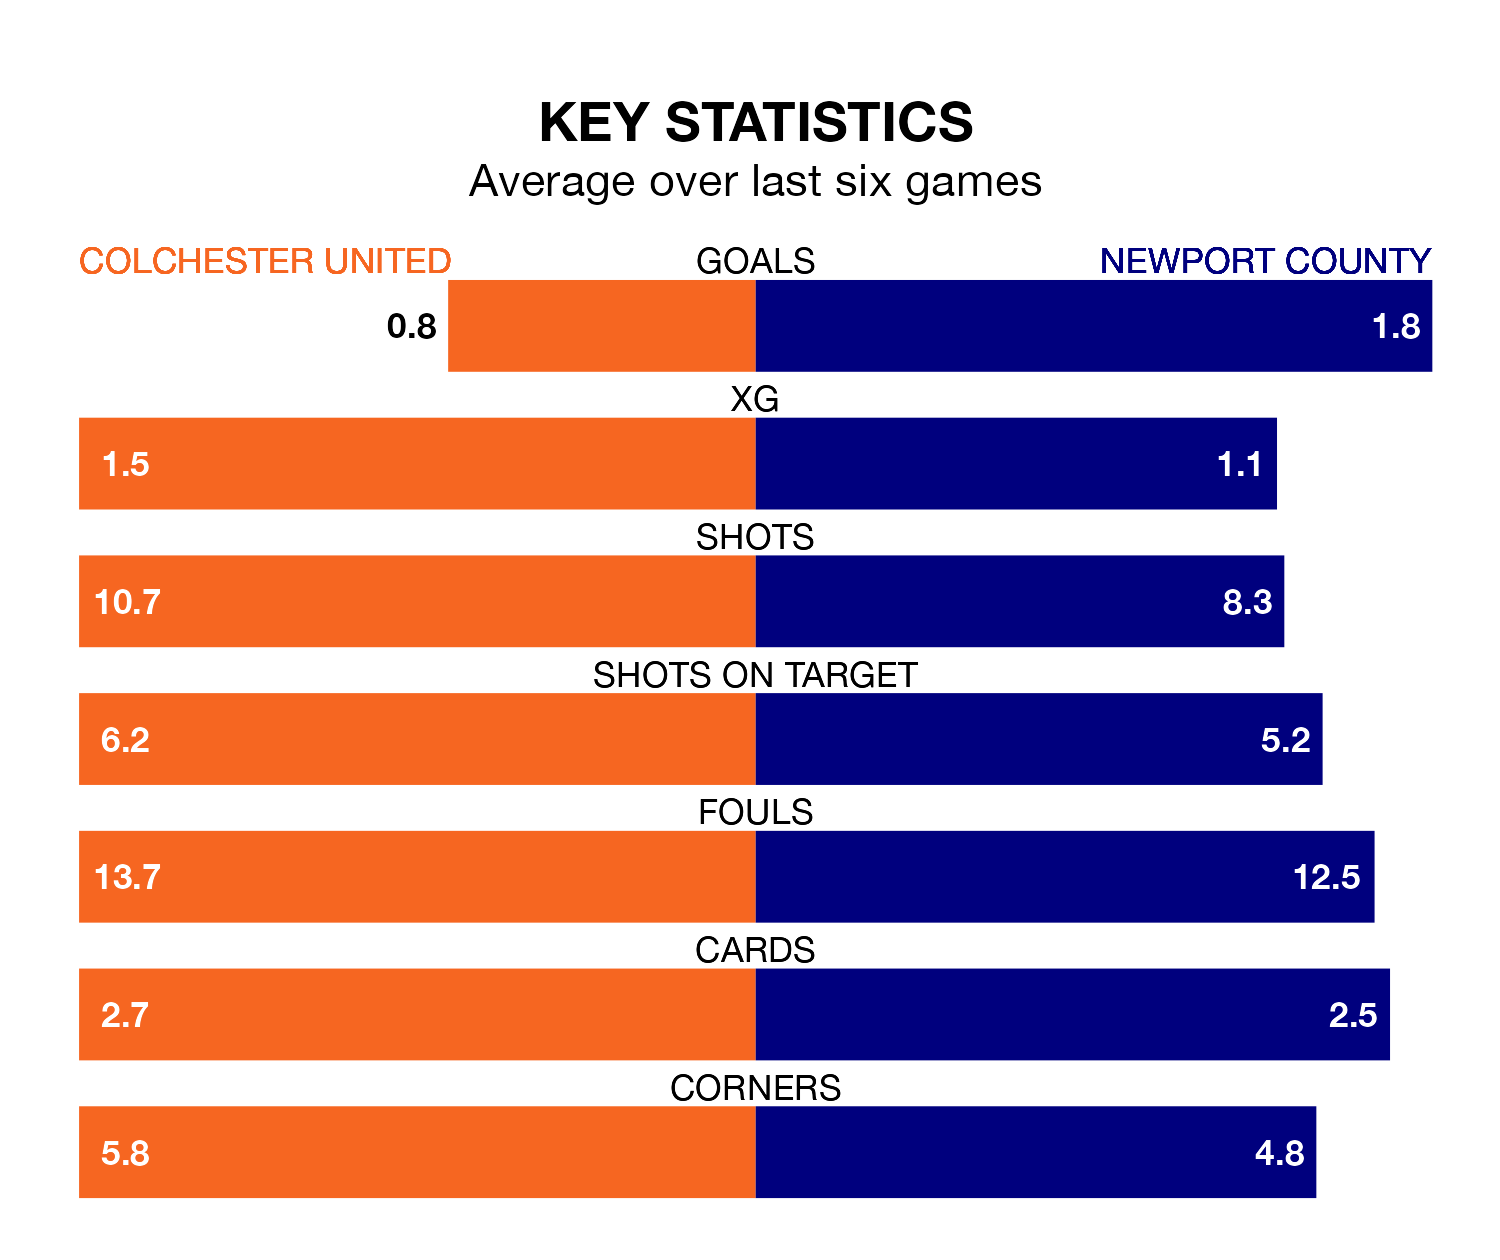 KEY STATISTICS
Average over last six games
COLCHESTER UNITED GOALS NEWPORT COUNTY
0.8 1.8
XG
1.5 1.1
SHOTS
10.7 8.3
SHOTS ON TARGET
6.2 5.2
FOULS
13.7 12.5
CARDS
2.7 2.5
CORNERS
5.8 4.8